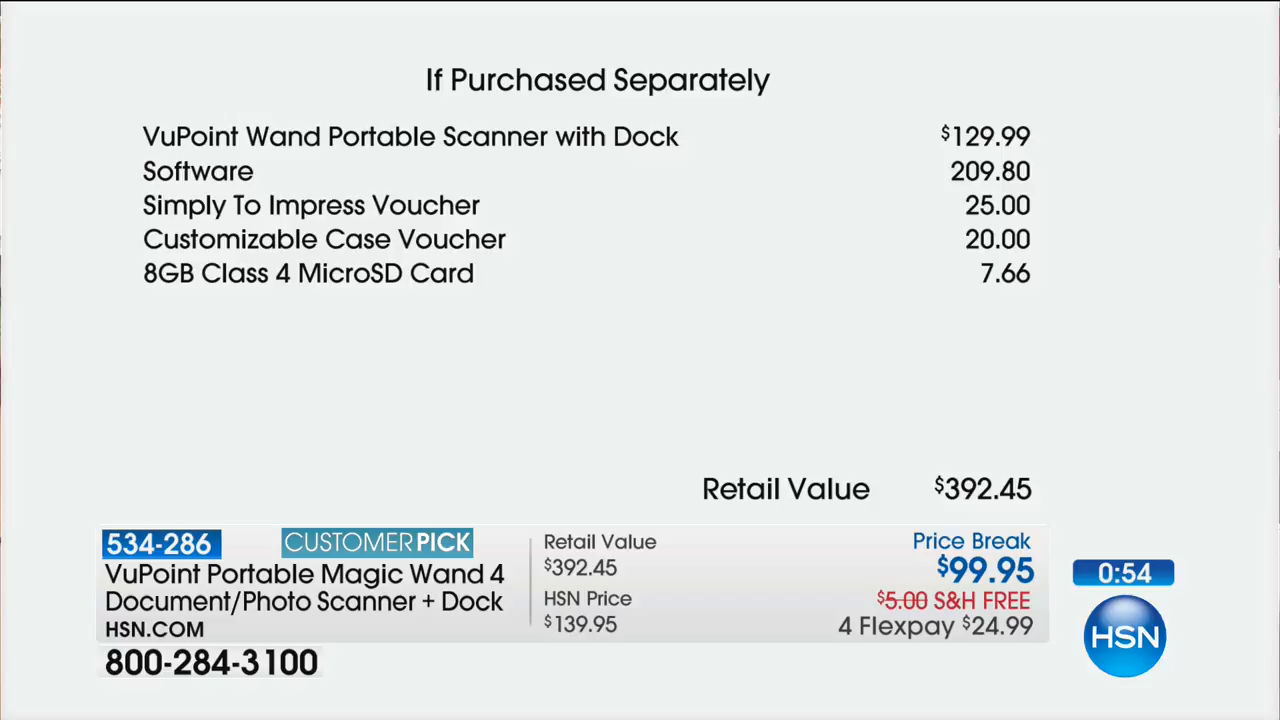 If Purchased Separately
VuPoint Wand Portable Scanner with Dock $129.99
Software 209.80
Simply To Impress Voucher 25.00
Customizable Case Voucher 20.00
8GB Class 4 MicroSD Card 7.66
Retail Value $392.45
534-286 CUSTOMER PICK
VuPoint Portable Magic Wand 4
Document/Photo Scanner + Dock
HSN.COM
800-284-3100
Retail Value
$392.45
HSN Price
$139.95
Price Break
$99.95
$5.00 S&H FREE
4 Flexpay $24.99
0:54
HSN